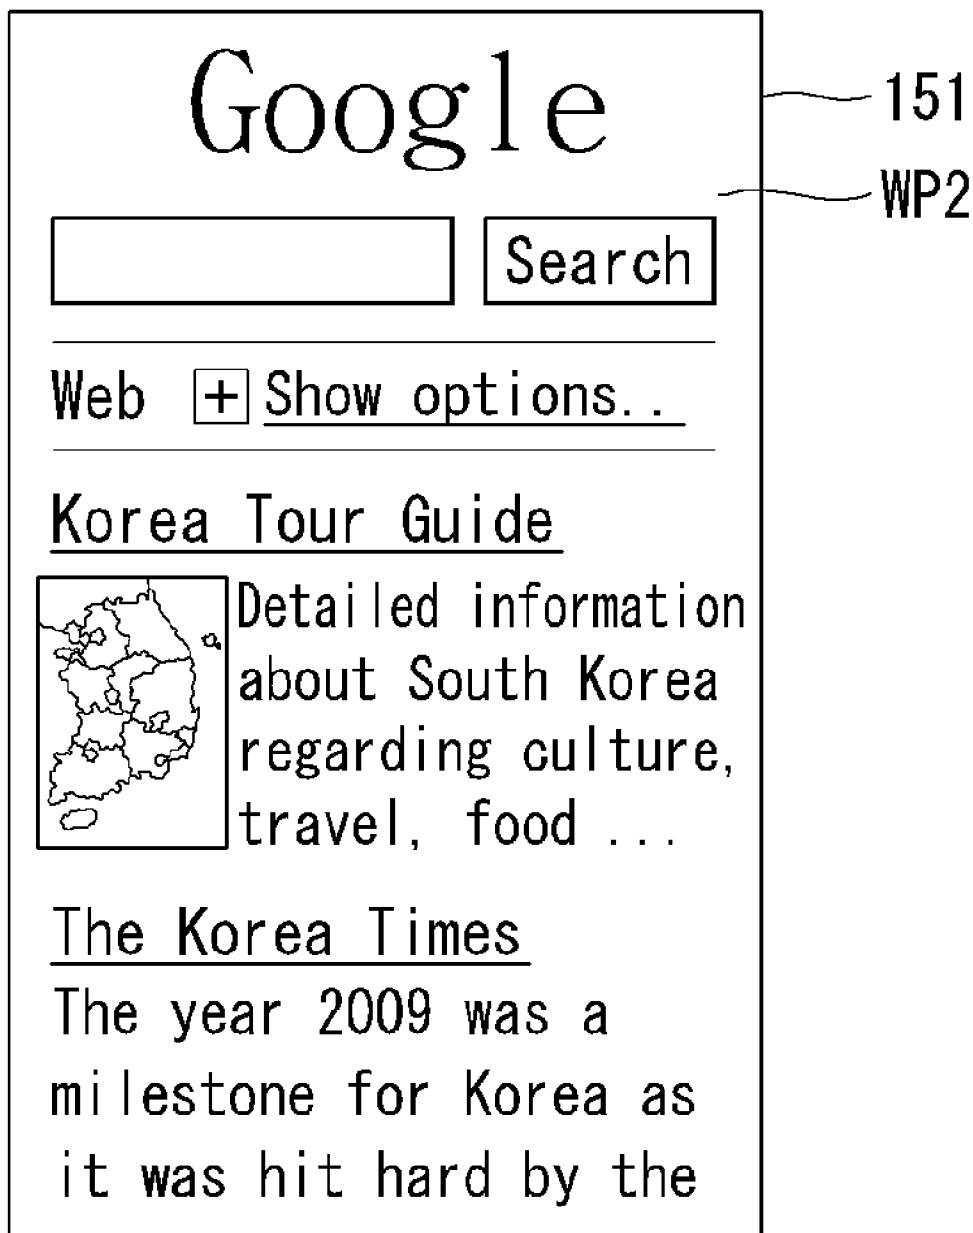 Google
151
WP2
Search
Web + Show options..
Korea Tour Guide
Detailed information
about South Korea
regarding culture,
travel, food ...
The Korea Times
The year 2009 was a
milestone for Korea as
it was hit hard by the